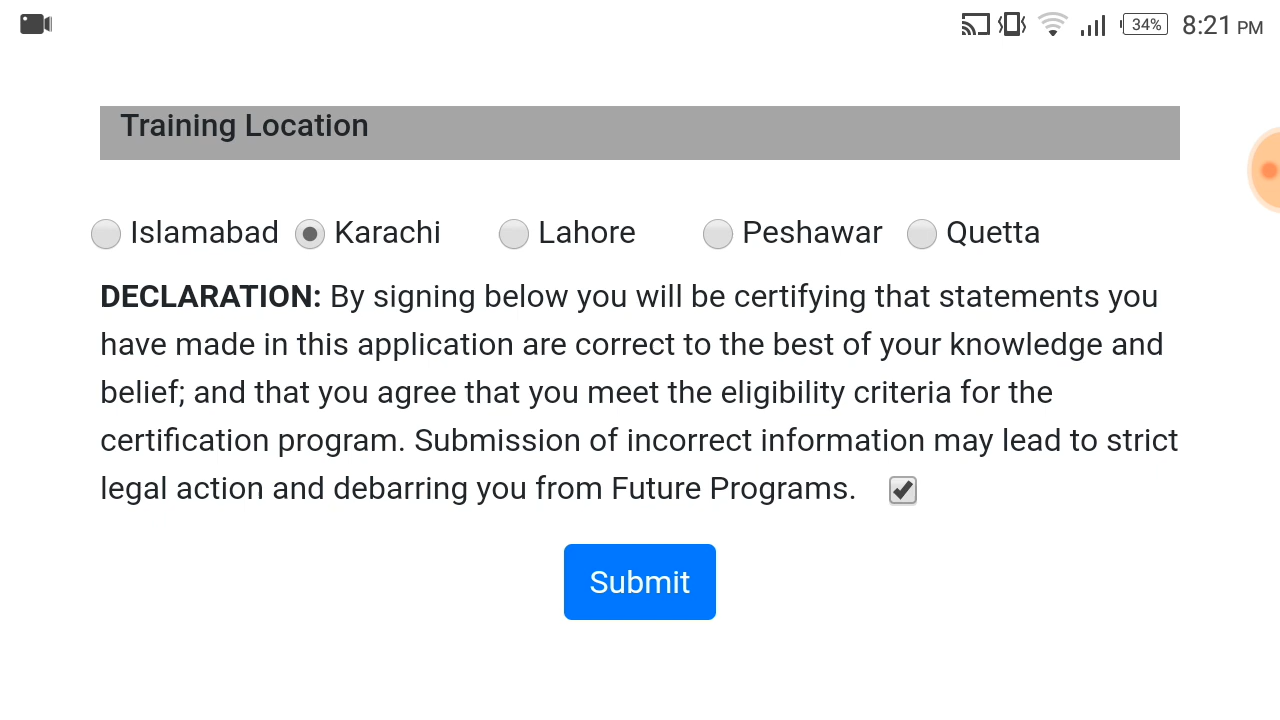 34% 8:21 PM
Training Location
Islamabad Karachi Lahore Peshawar Quetta
DECLARATION: By signing below you will be certifying that statements you
have made in this application are correct to the best of your knowledge and
belief; and that you agree that you meet the eligibility criteria for the
certification program. Submission of incorrect information may lead to strict
legal action and debarring you from Future Programs.
Submit